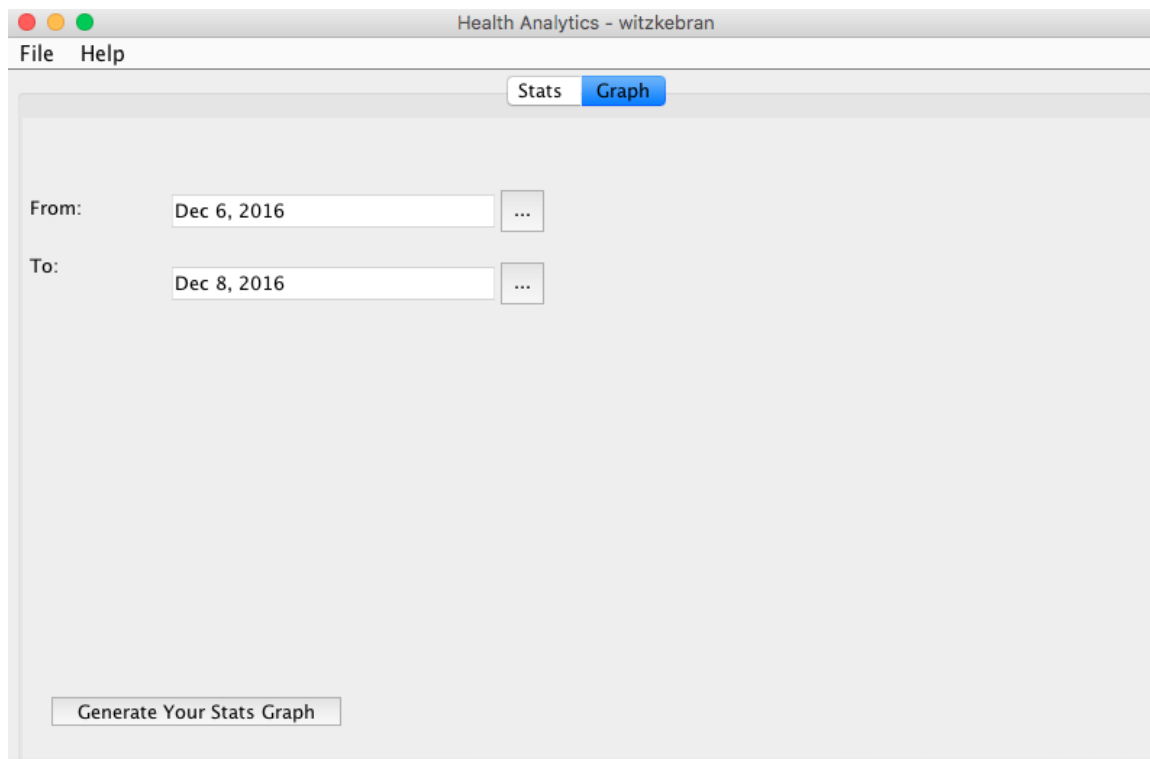 Health Analytics - witzkebran
File Help
Stats Graph
From: Dec 6, 2016 ...
To: Dec 8, 2016 ...
Generate Your Stats Graph